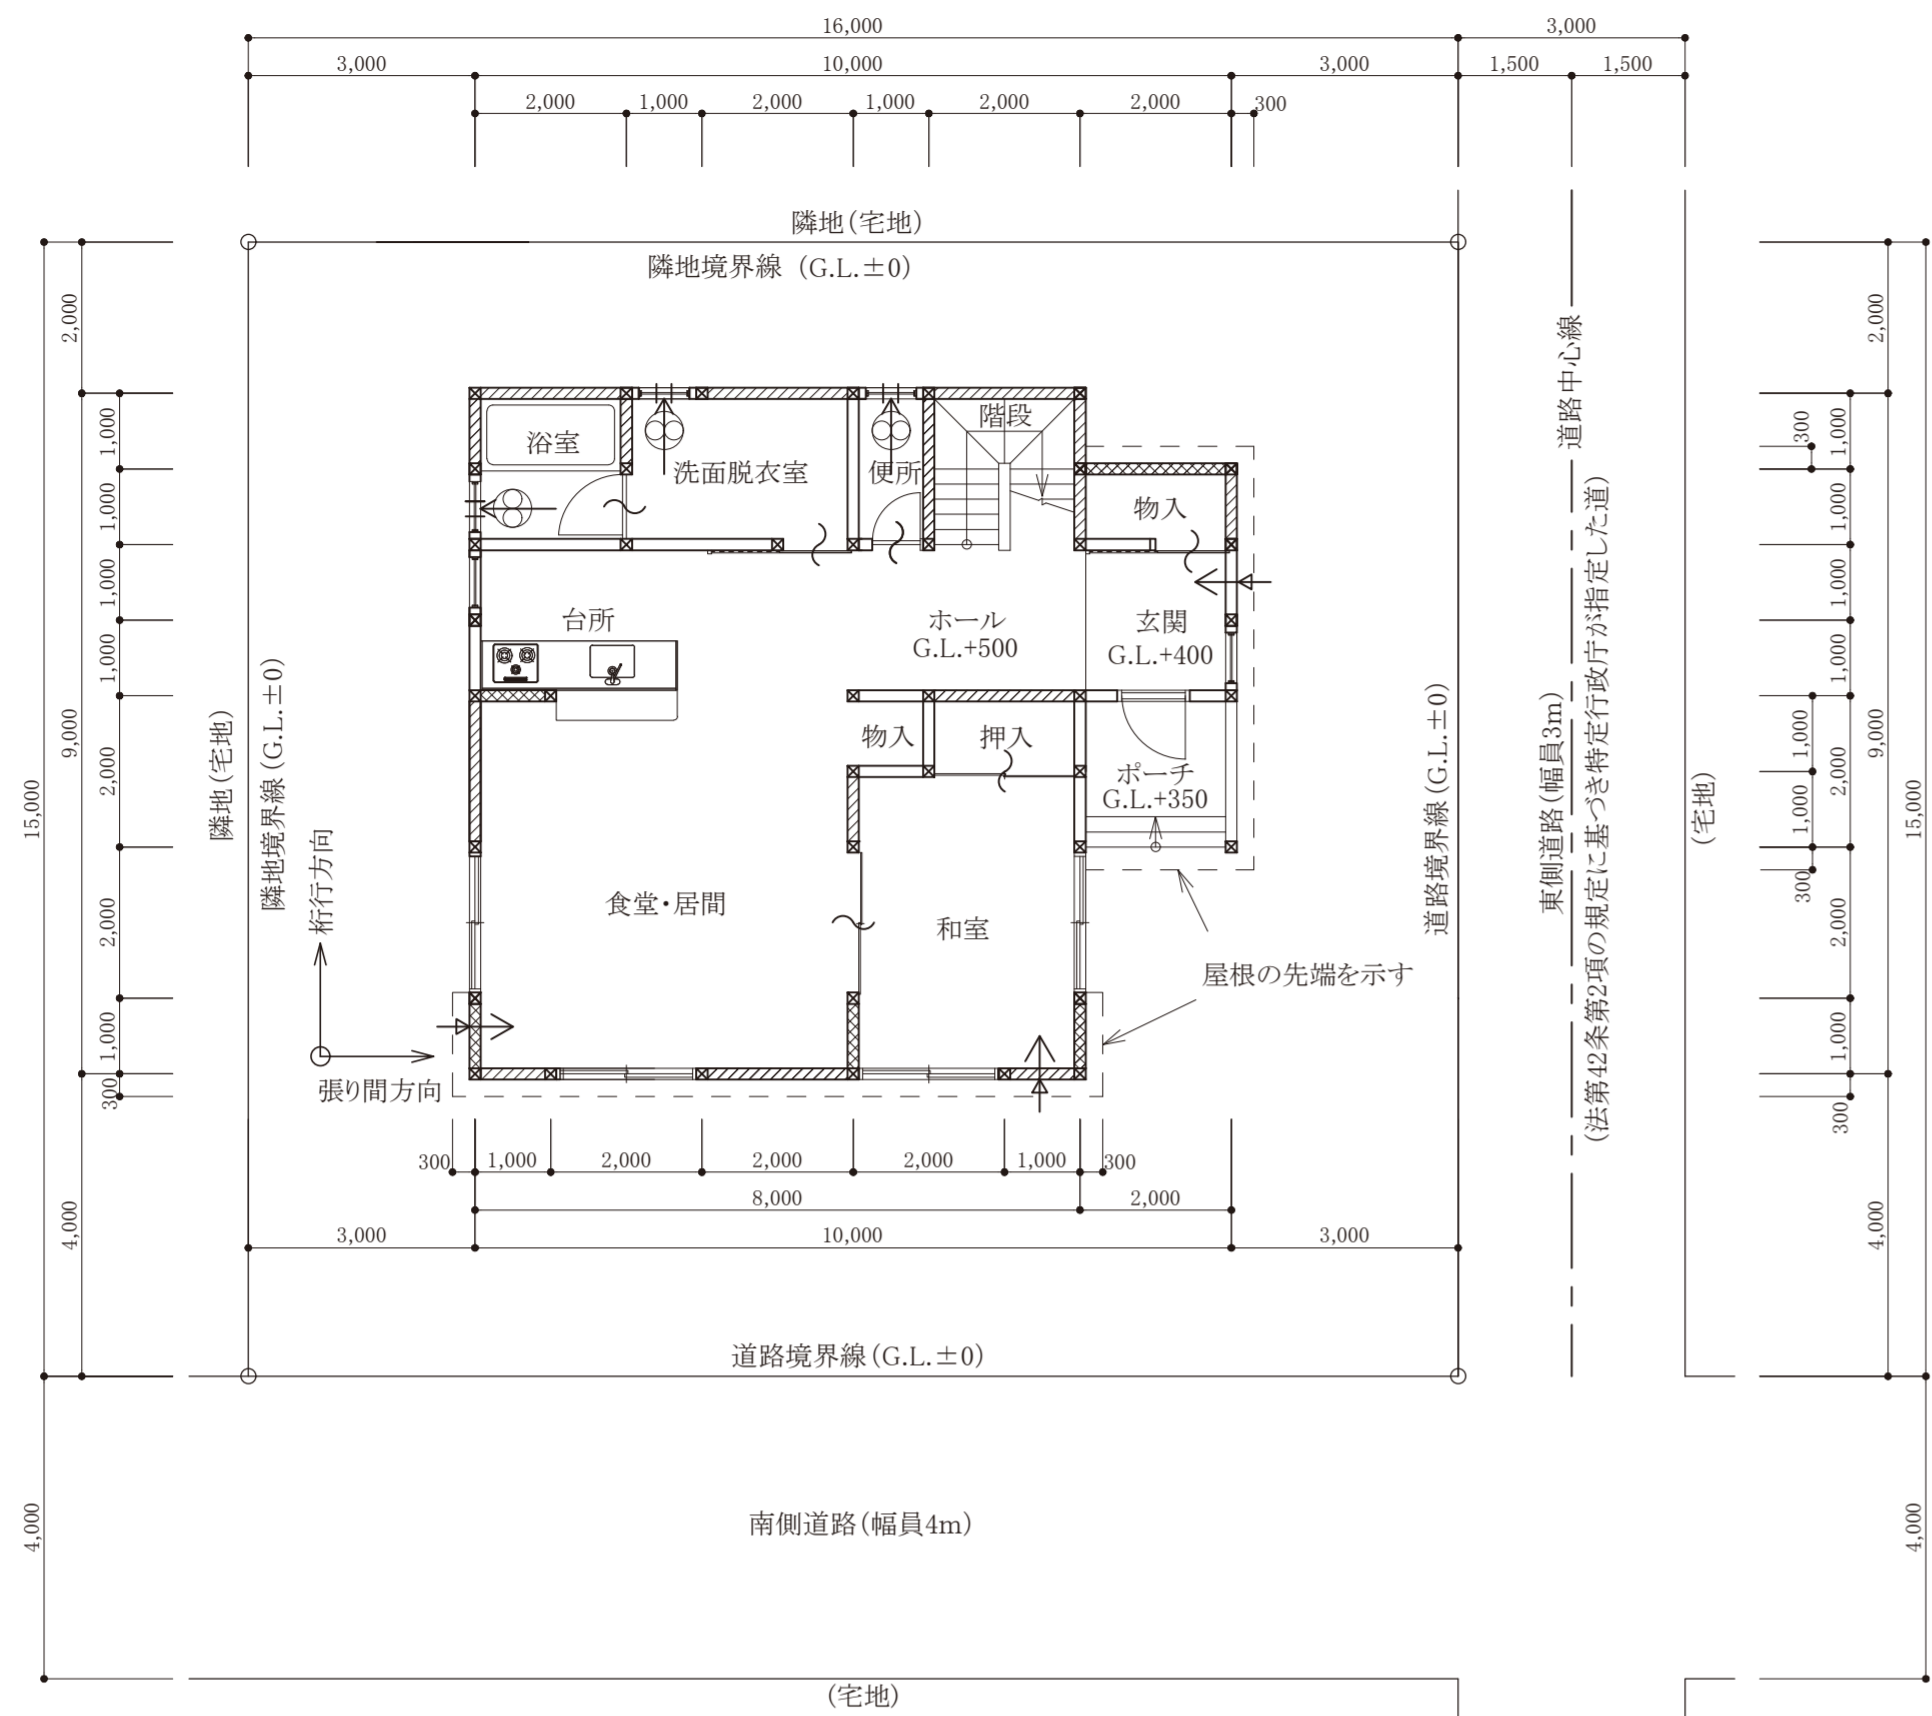 16,000
3,000
3,000
10,000
3,000
1,500
1,500
2,000
1,000
2,000
1,000
2,000
2,000
300
隣地(宅地)
隣地境界線 (G.L.±0)
2,000
9,000
15,000
4,000
4,000
1,000
1,000
1,000
1,000
2,000
2,000
1,000
300
隣地(宅地)
隣地境界線(G.L.±0)
桁行方向
張り間方向
浴室
洗面脱衣室
便所
階段
物入
台所
ホール
G.L.+500
玄関
G.L.+400
物入
押入
ポーチ
G.L.+350
食堂・居間
和室
屋根の先端を示す
道路境界線(G.L.±0)
東側道路(幅員3m)
道路中心線
(法第42条第2項の規定に基づき特定行政庁が指定した道)
(宅地)
300
1,000
1,000
300
1,000
1,000
1,000
1,000
2,000
2,000
1,000
300
2,000
9,000
4,000
15,000
4,000
300
1,000
2,000
2,000
2,000
1,000
300
8,000
2,000
3,000
10,000
3,000
道路境界線(G.L.±0)
南側道路(幅員4m)
(宅地)